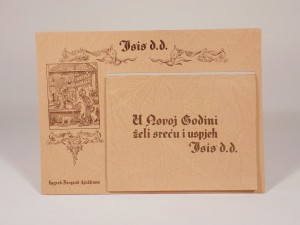 Isis d.d.
U Novoj Godini
želi sreću i uspjeh
Isis d.d.